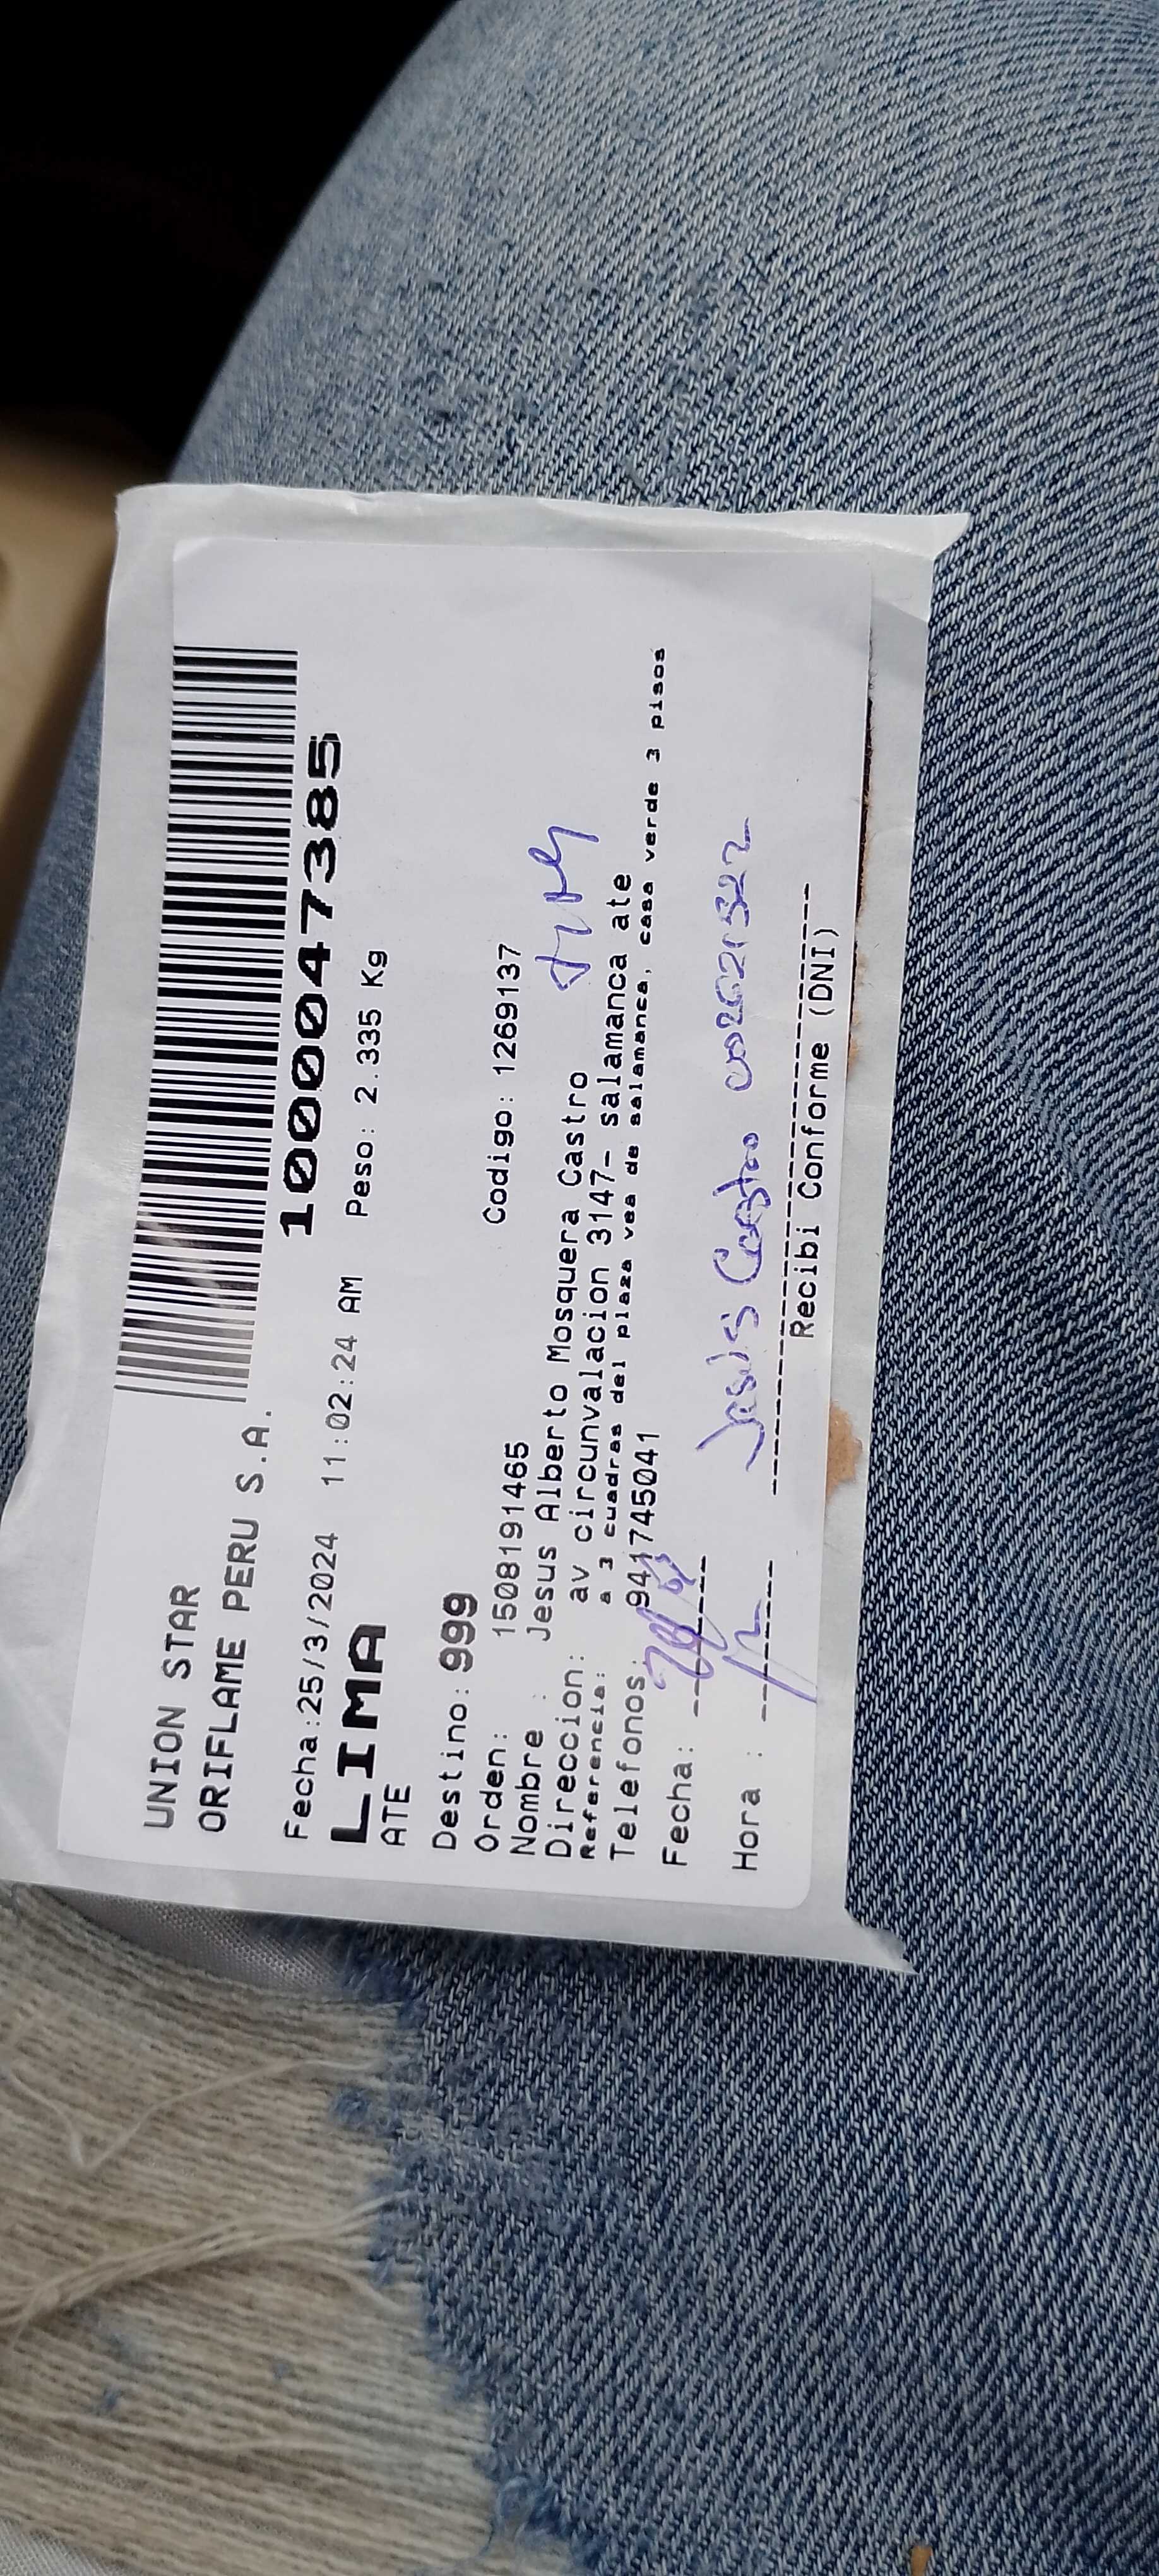 UNION STAR
ORIFLAME PERU S.A.
1000047385
Fecha:25/3/2024 11:02:24 AM Peso: 2.335 Kg
LIMA
ATE
Destino: 999
Orden: 1508191465 Codigo: 1269137
Nombre : Jesus Alberto Mosquera Castro
Direccion: av circunvalacion 3147- salamanca ate
Referencia: a 3 cuadras del plaza vea de salamanca, casa verde 3 pisos
Telefonos: 941745041
Fecha:
Jesús Castro
Hora :
Recibi Conforme (DNI)